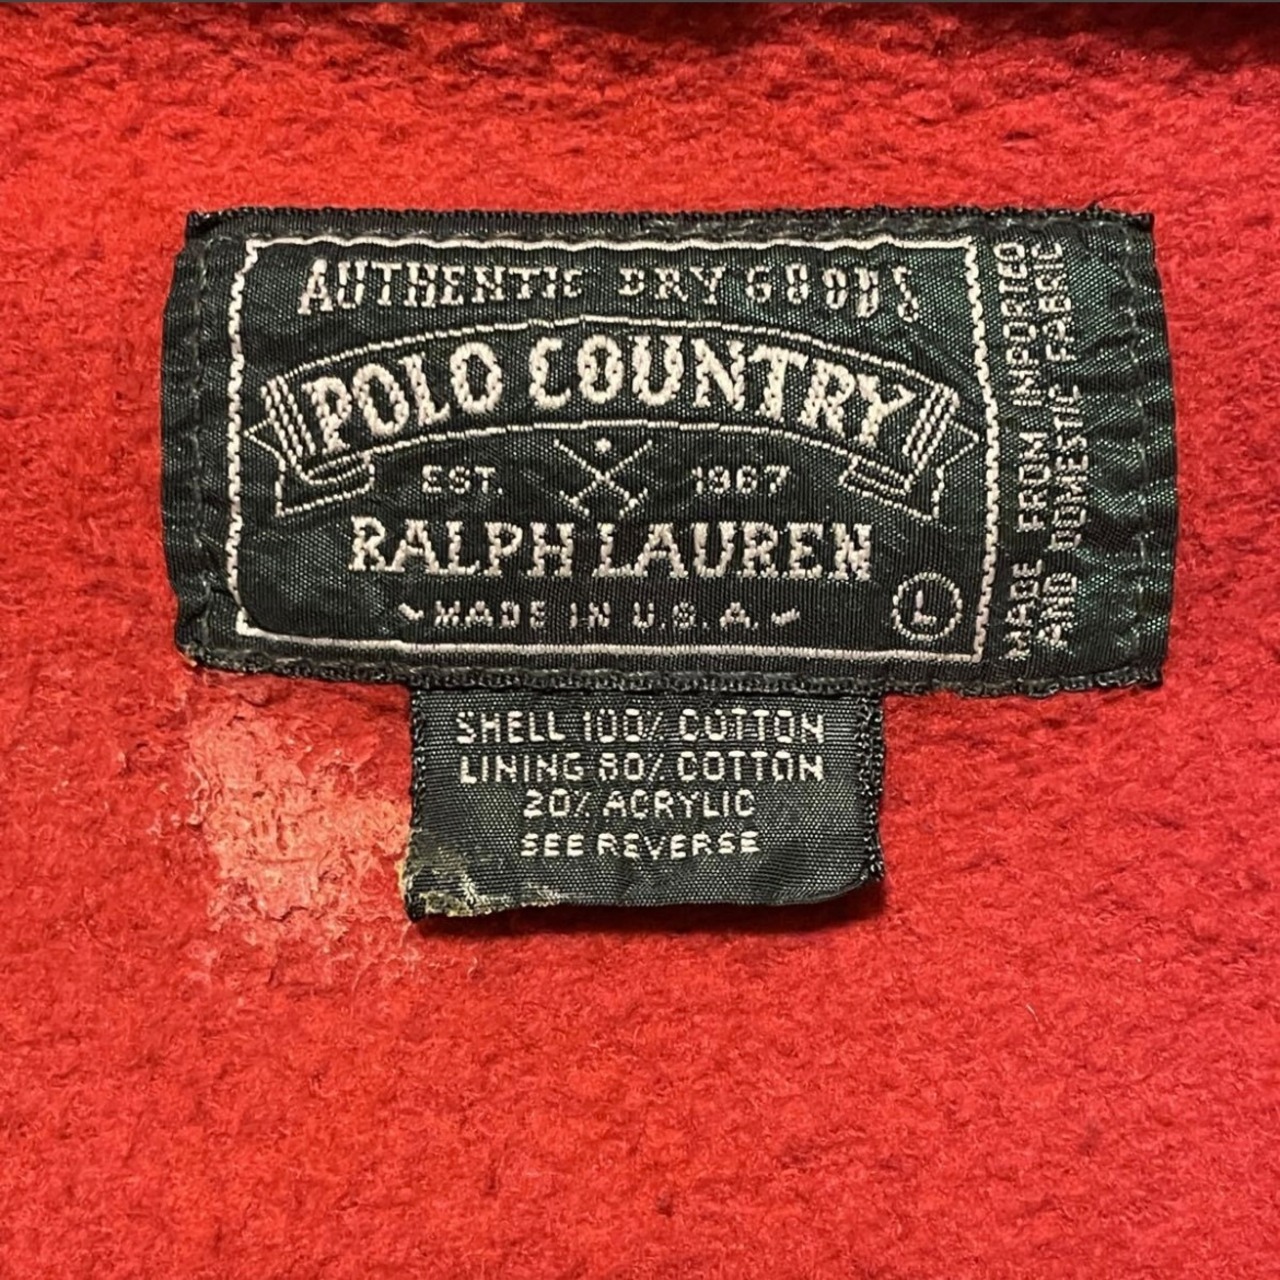 AUTHENTIC DRY GOODS
POLO COUNTRY
EST. 1967
RALPH LAUREN
MADE IN U.S.A.
L
MADE FROM IMPORTED
AND DOMESTIC FABRIC
SHELL 100% COTTON
LINING 80% COTTON
20% ACRYLIC
SEE REVERSE